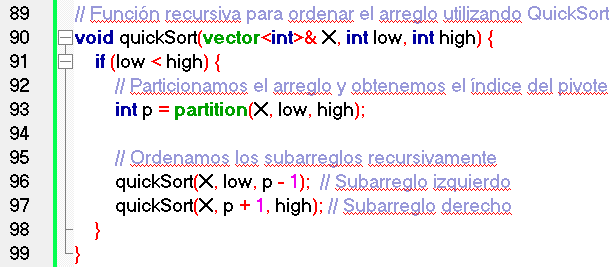 89 // Función recursiva para ordenar el arreglo utilizando QuickSort
90 void quickSort(vector<int>& X, int low, int high) {
91 if (low < high) {
92 // Particionamos el arreglo y obtenemos el índice del pivote
93 int p = partition(X, low, high);
94
95 // Ordenamos los subarreglos recursivamente
96 quickSort(X, low, p - 1); // Subarreglo izquierdo
97 quickSort(X, p + 1, high); // Subarreglo derecho
98 }
99 }